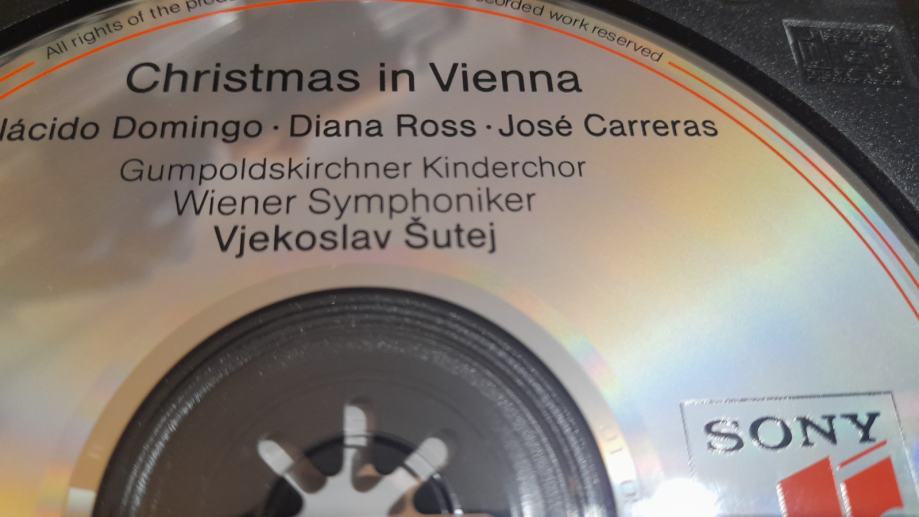 All rights of the
corded work reserved
Christmas in Vienna
lácido Domingo · Diana Ross · José Carreras
Gumpoldskirchner Kinderchor
Wiener Symphoniker
Vjekoslav Šutej
SONY